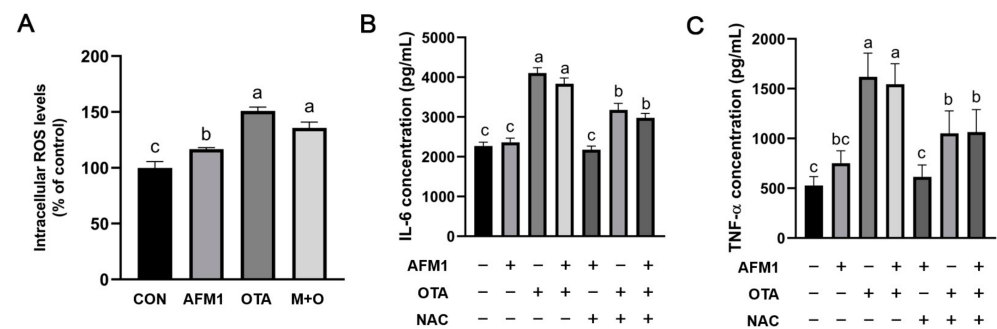 A
Intracellular ROS levels
(% of control)
200
150
100
50
0
c
b
a
a
CON AFM1 OTA M+O
B
IL-6 concentration (pg/mL)
5000
4000
3000
2000
1000
0
c c a a c b b
AFM1 − + − + + − +
OTA − − + + − + +
NAC − − − − + + +
C
TNF-α concentration (pg/mL)
2000
1500
1000
500
0
c bc a a c b b
AFM1 − + − + + − +
OTA − − + + − + +
NAC − − − − + + +